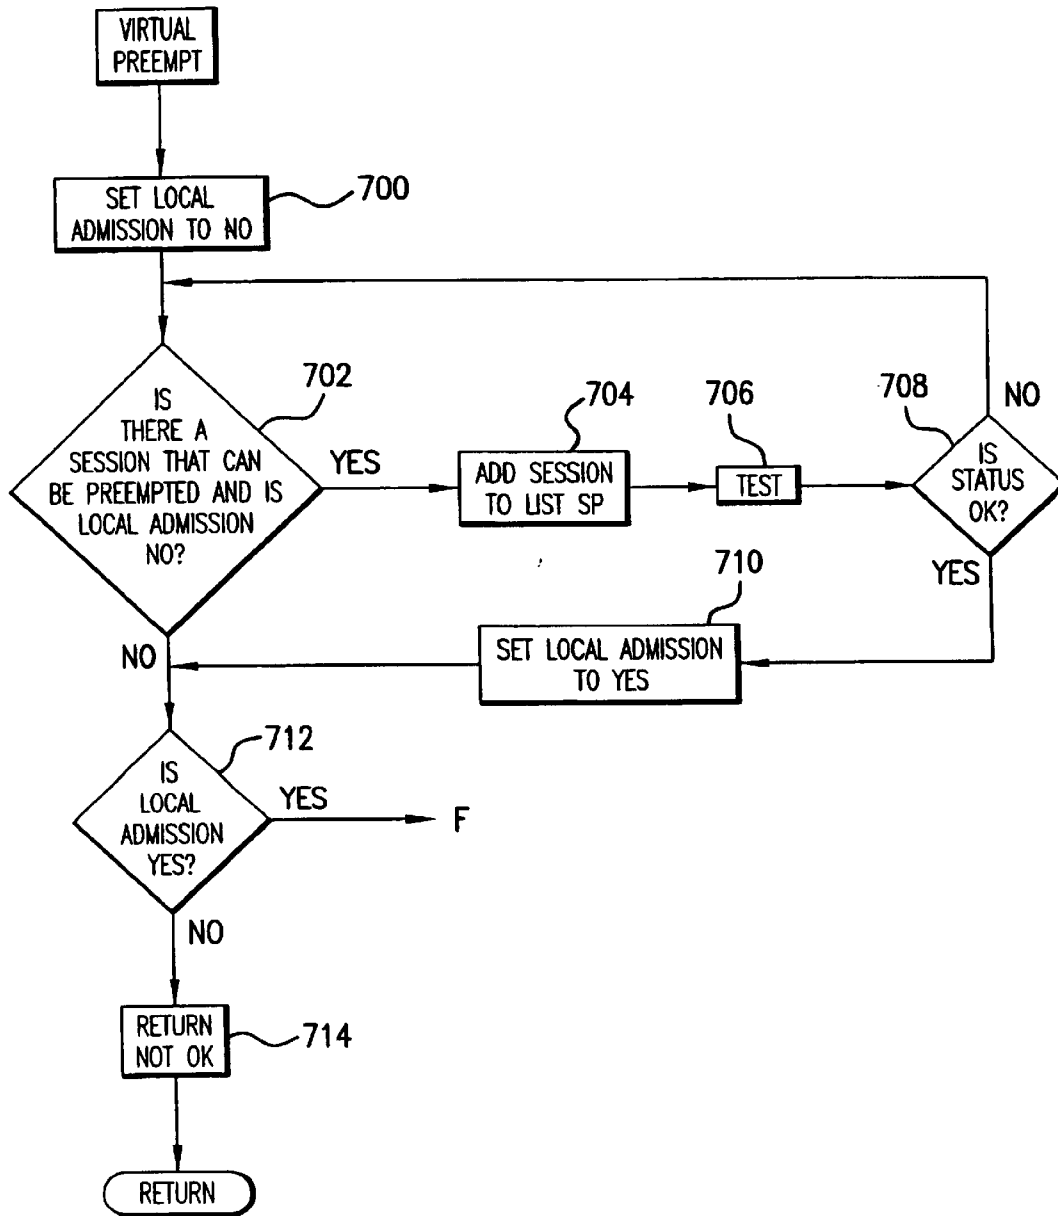 VIRTUAL
PREEMPT
SET LOCAL
ADMISSION TO NO
700
IS
THERE A
SESSION THAT CAN
BE PREEMPTED AND IS
LOCAL ADMISSION
NO?
702
YES
ADD SESSION
TO LIST SP
704
TEST
706
IS
STATUS
OK?
708
NO
YES
SET LOCAL ADMISSION
TO YES
710
NO
IS
LOCAL
ADMISSION
YES?
712
YES
F
NO
RETURN
NOT OK
714
RETURN